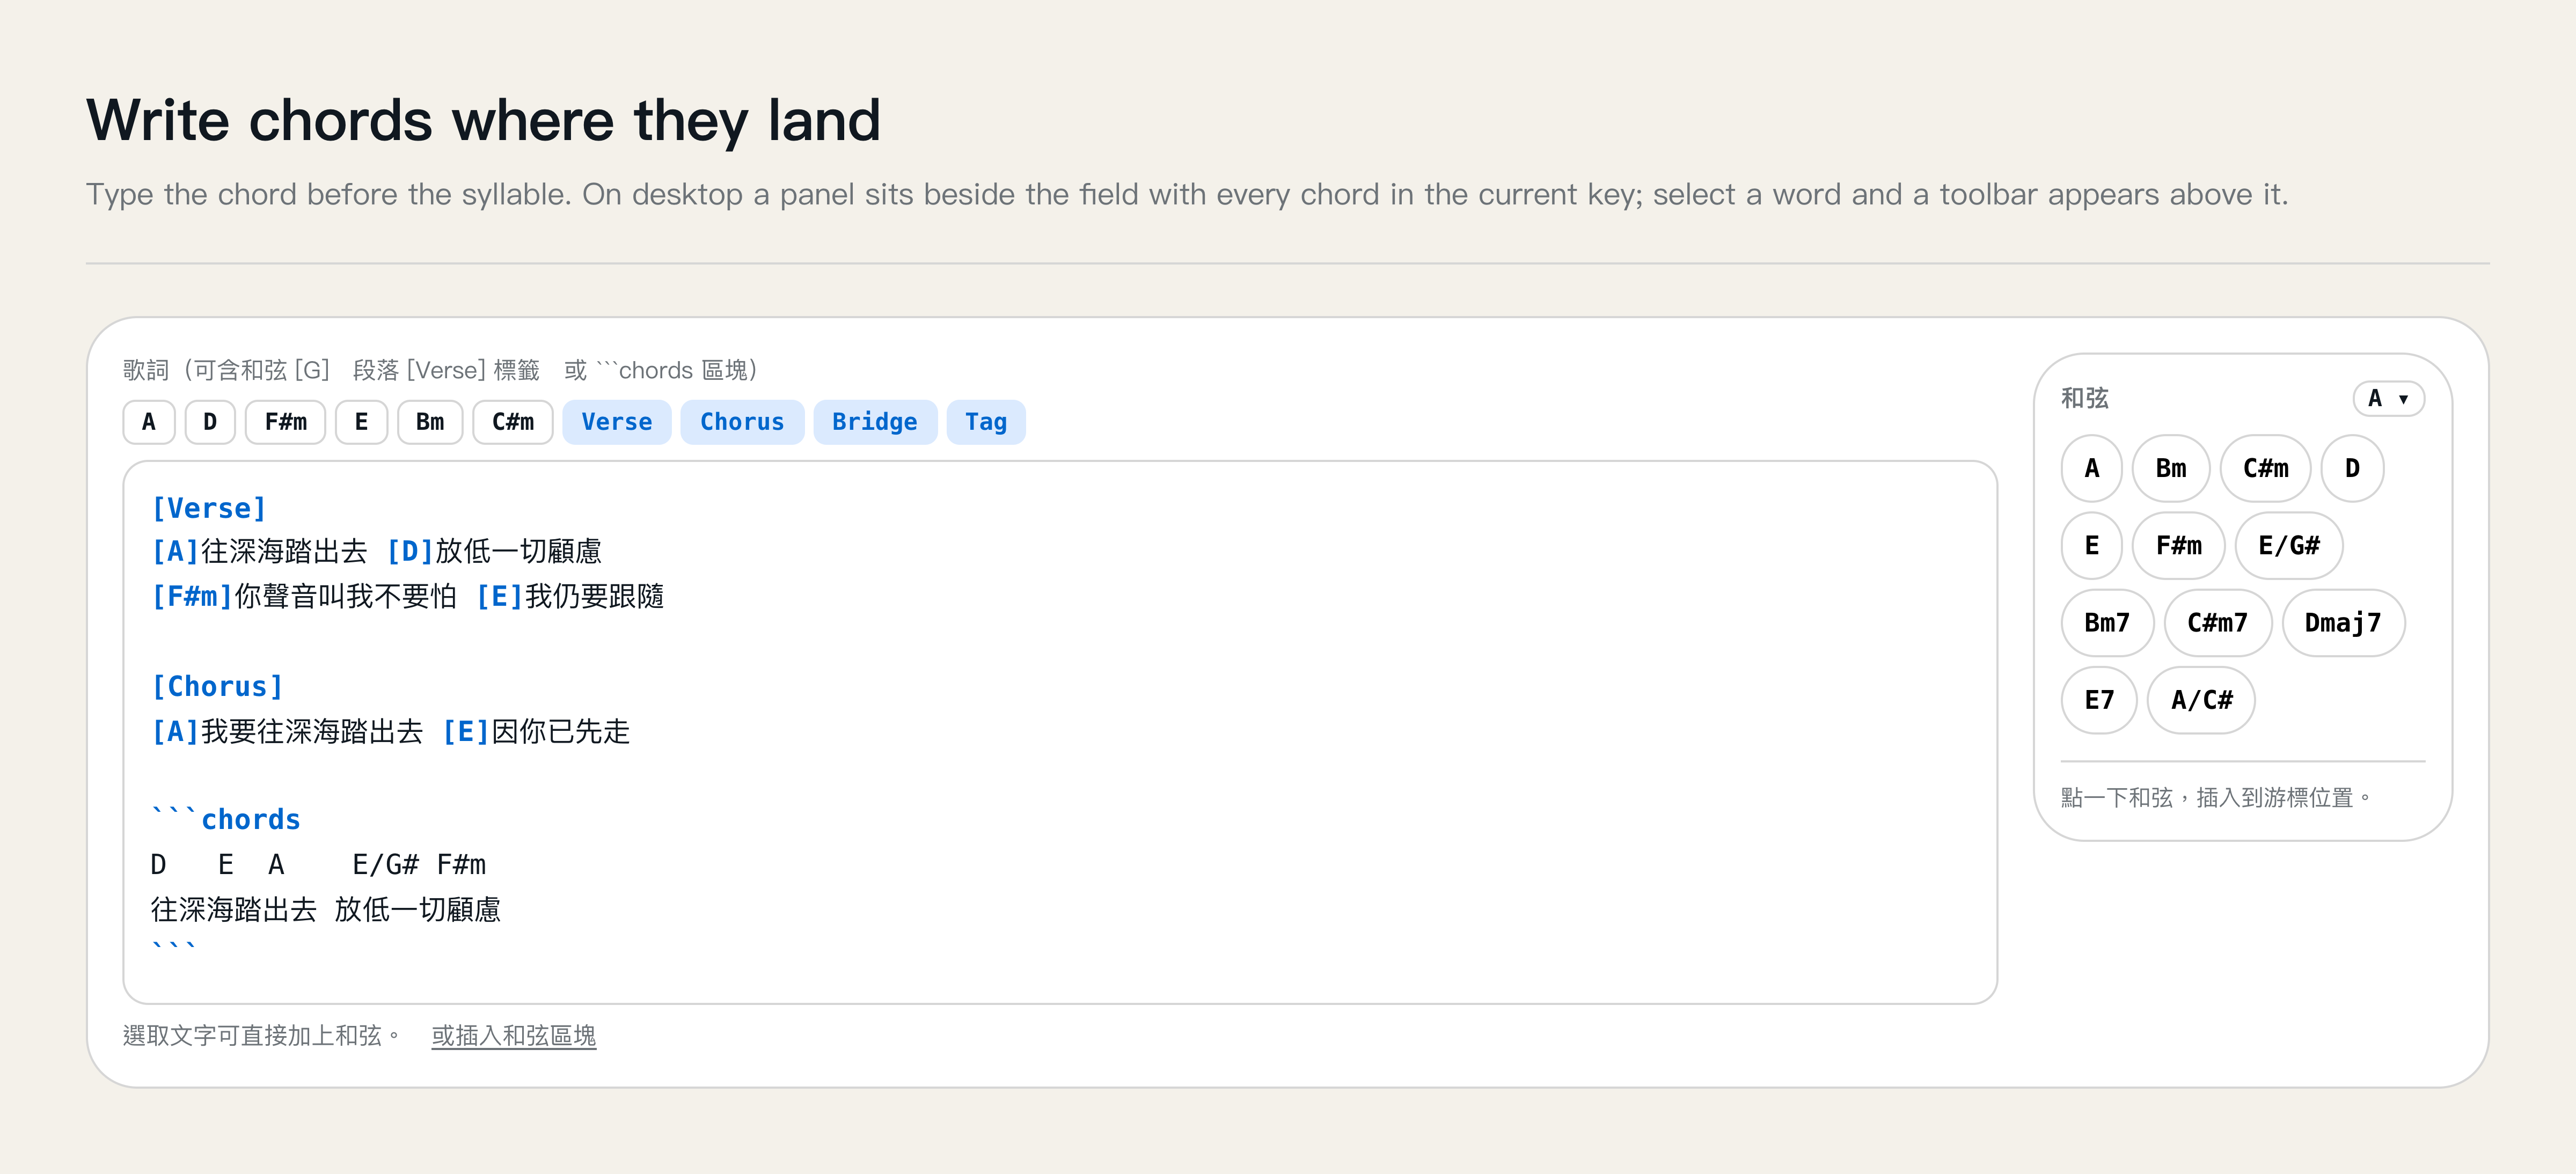 Write chords where they land
Type the chord before the syllable. On desktop a panel sits beside the field with every chord in the current key; select a word and a toolbar appears above it.
歌詞（可含和弦 [G]　段落 [Verse] 標籤　或 ```chords 區塊）
A D F#m E Bm C#m Verse Chorus Bridge Tag
[Verse]
[A]往深海踏出去 [D]放低一切顧慮
[F#m]你聲音叫我不要怕 [E]我仍要跟隨
[Chorus]
[A]我要往深海踏出去 [E]因你已先走
```chords
D   E  A    E/G# F#m
往深海踏出去 放低一切顧慮
```
選取文字可直接加上和弦。　或插入和弦區塊
和弦 A ▾
A Bm C#m D
E F#m E/G#
Bm7 C#m7 Dmaj7
E7 A/C#
點一下和弦，插入到游標位置。